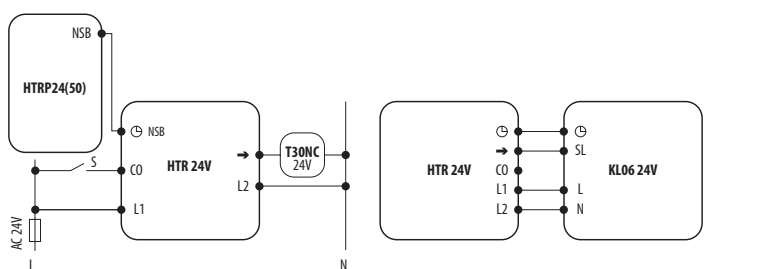 NSB
HTRP24(50)
NSB
HTR 24V
CO
S
L1
L2
T30NC
24V
AC 24V
L
N
HTR 24V
CO
L1
L2
SL
KL06 24V
L
N